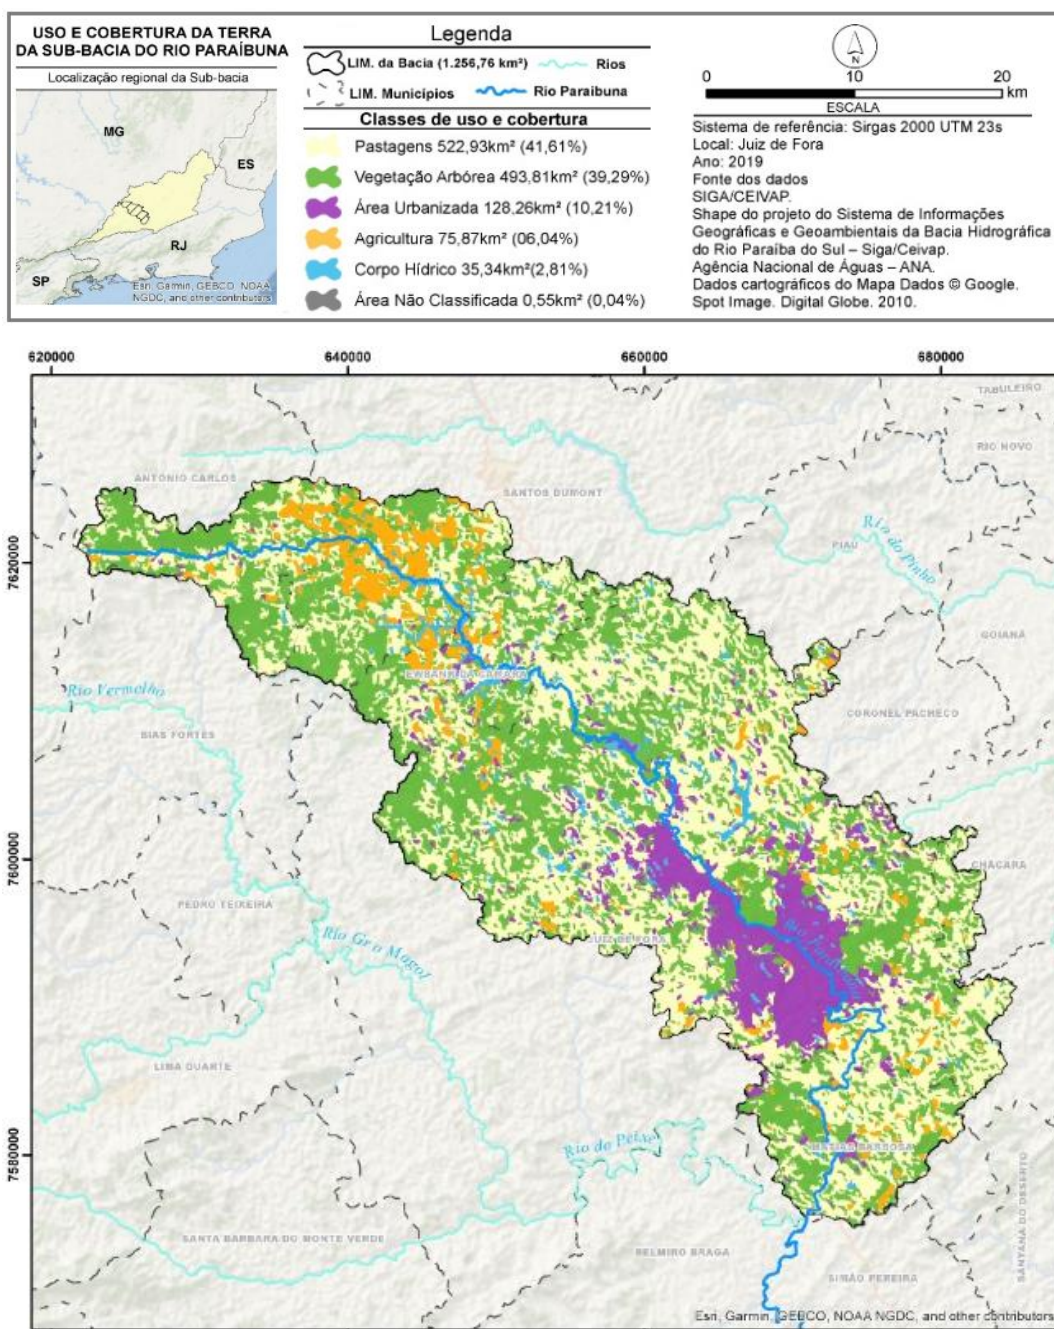 USO E COBERTURA DA TERRA
DA SUB-BACIA DO RIO PARAÍBUNA
Localização regional da Sub-bacia
MG
ES
RJ
SP
Esri, Garmin, GEBCO, NOAA
NGDC, and other contributors
Legenda
LIM. da Bacia (1.256,76 km²)
Rios
LIM. Municípios
Rio Paraibuna
Classes de uso e cobertura
Pastagens 522,93km² (41,61%)
Vegetação Arbórea 493,81km² (39,29%)
Área Urbanizada 128,26km² (10,21%)
Agricultura 75,87km² (06,04%)
Corpo Hídrico 35,34km²(2,81%)
Área Não Classificada 0,55km² (0,04%)
N
0 10 20
km
ESCALA
Sistema de referência: Sirgas 2000 UTM 23s
Local: Juiz de Fora
Ano: 2019
Fonte dos dados
SIGA/CEIVAP.
Shape do projeto do Sistema de Informações
Geográficas e Geoambientais da Bacia Hidrográfica
do Rio Paraíba do Sul – Siga/Ceivap.
Agência Nacional de Águas – ANA.
Dados cartográficos do Mapa Dados © Google.
Spot Image. Digital Globe. 2010.
620000 640000 660000 680000
TABULEIRO
RIO NOVO
ANTONIO CARLOS
SANTOS DUMONT
Rio do Pinho
PIAU
7620000
GOIANÁ
EWBANK DA CAMARA
Rio Vermelho
CORONEL PACHECO
BIAS FORTES
7600000
CHÁCARA
PEDRO TEIXEIRA
Rio Grão Mogol
JUIZ DE FORA
Rio Paraibuna
LIMA DUARTE
Rio do Peixe
MATIAS BARBOSA
7580000
SANTANA DO DESERTO
SANTA BARBARA DO MONTE VERDE
BELMIRO BRAGA
SIMÃO PEREIRA
Esri, Garmin, GEBCO, NOAA NGDC, and other contributors